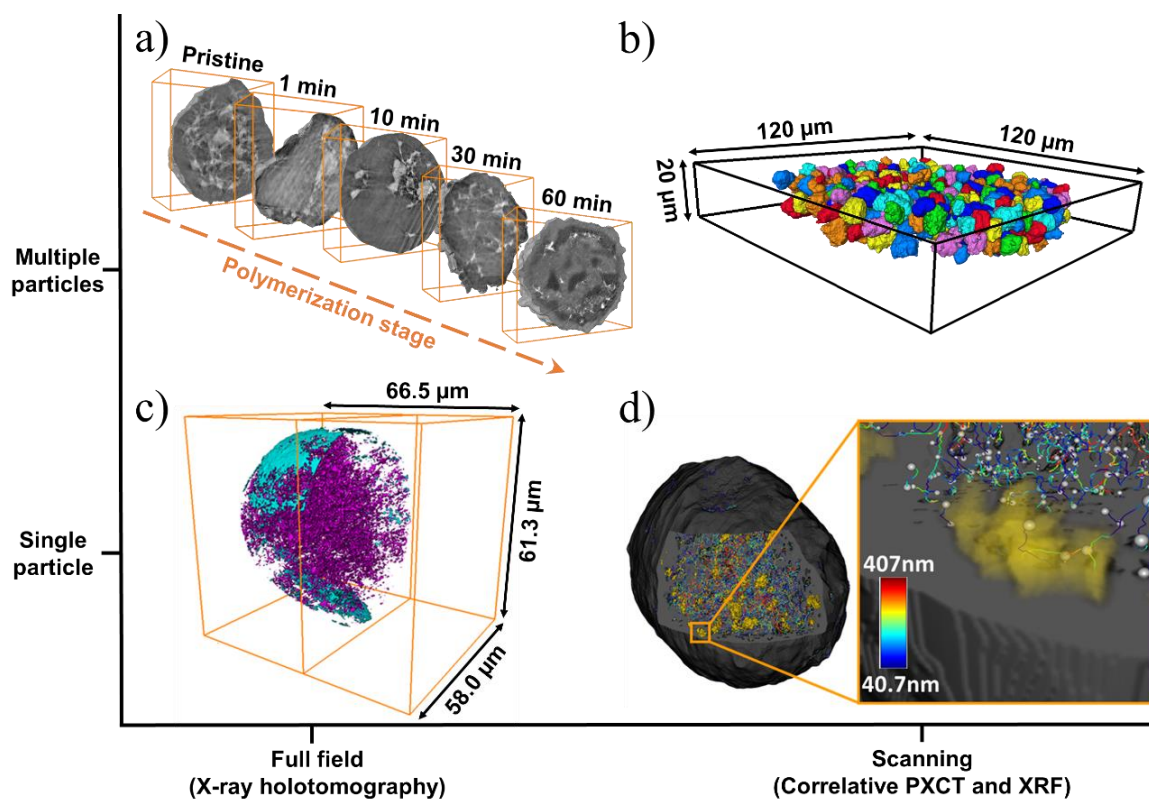 a)
Pristine
1 min
10 min
30 min
60 min
Polymerization stage
b)
120 µm
120 µm
20 µm
Multiple
particles
c)
66.5 µm
61.3 µm
58.0 µm
d)
407nm
40.7nm
Single
particle
Full field
(X-ray holotomography)
Scanning
(Correlative PXCT and XRF)